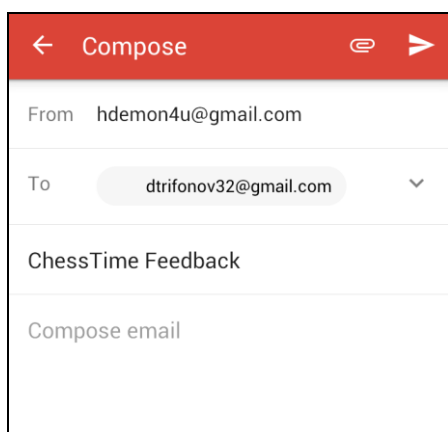 Compose
From hdemon4u@gmail.com
To dtrifonov32@gmail.com
ChessTime Feedback
Compose email